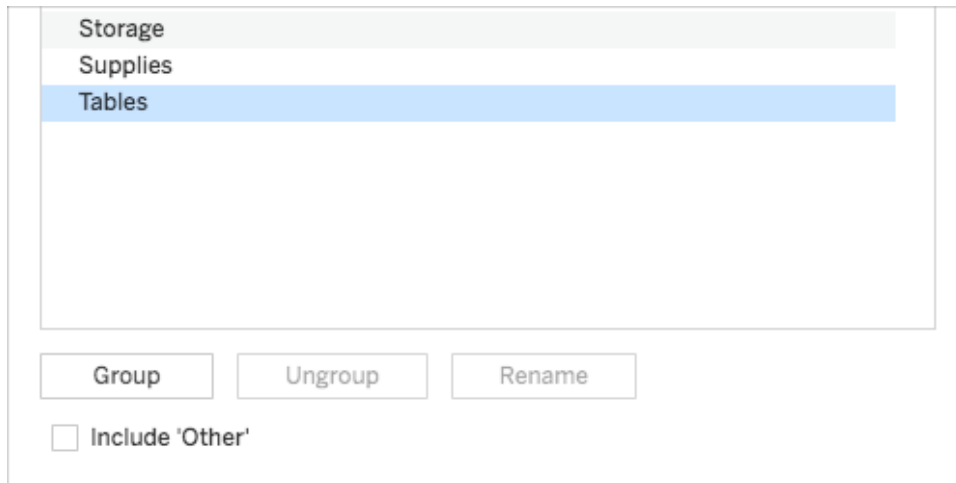 Storage
Supplies
Tables
Group Ungroup Rename
Include 'Other'